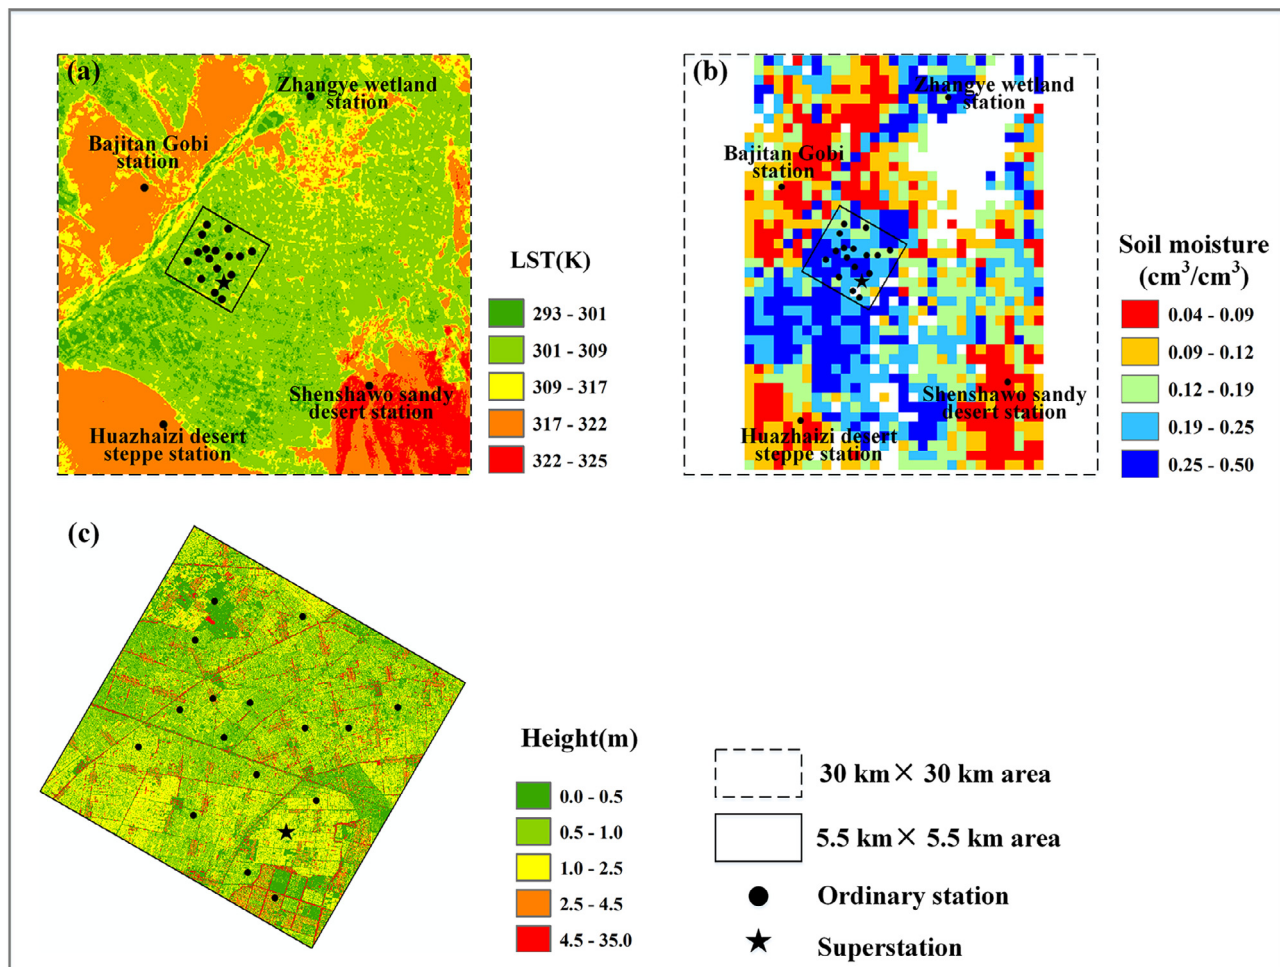 (a)
Zhangye wetland
station
Bajitan Gobi
station
Shenshawo sandy
desert station
Huazhaizi desert
steppe station
LST(K)
293 - 301
301 - 309
309 - 317
317 - 322
322 - 325
(b)
Zhangye wetland
station
Bajitan Gobi
station
Shenshawo sandy
desert station
Huazhaizi desert
steppe station
Soil moisture
(cm³/cm³)
0.04 - 0.09
0.09 - 0.12
0.12 - 0.19
0.19 - 0.25
0.25 - 0.50
(c)
Height(m)
0.0 - 0.5
0.5 - 1.0
1.0 - 2.5
2.5 - 4.5
4.5 - 35.0
30 km × 30 km area
5.5 km × 5.5 km area
Ordinary station
Superstation